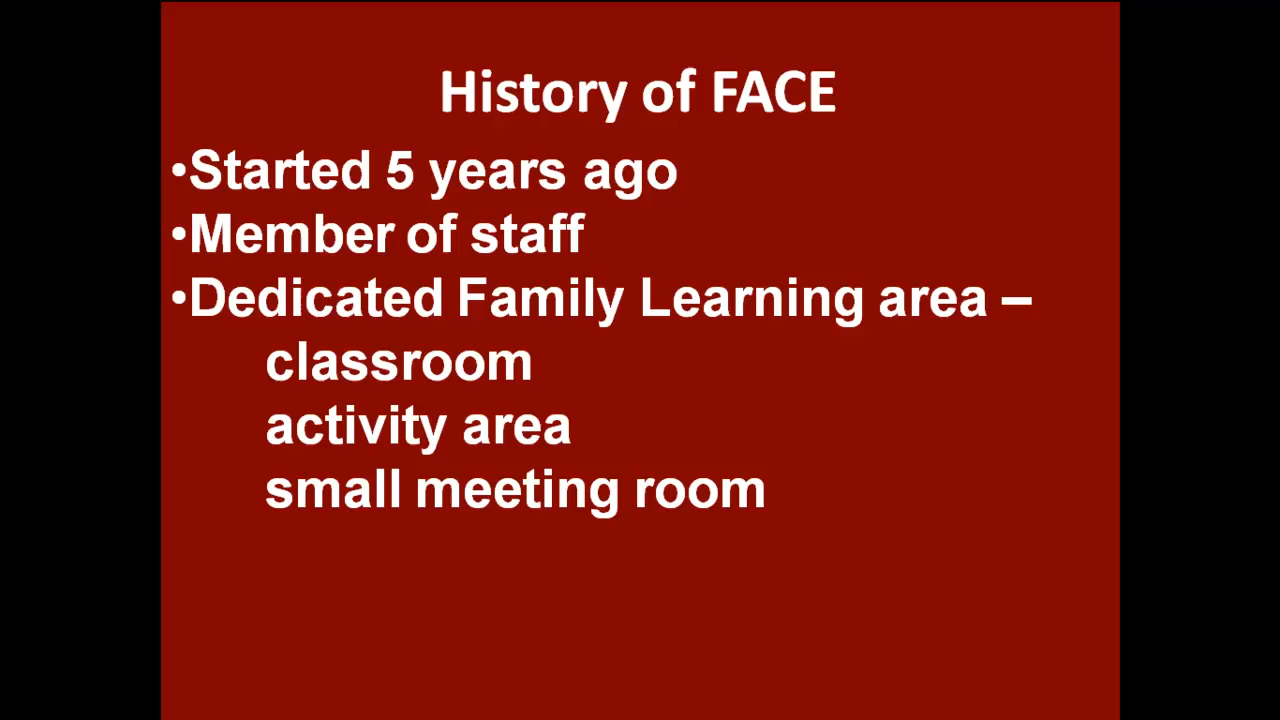 History of FACE
•Started 5 years ago
•Member of staff
•Dedicated Family Learning area –
classroom
activity area
small meeting room